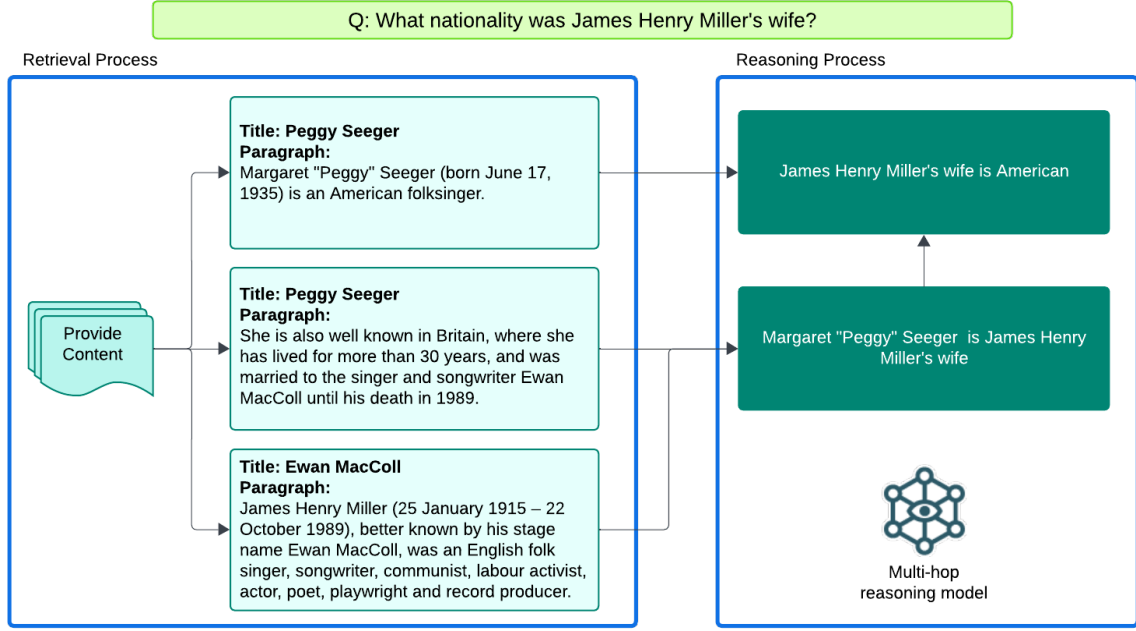 Q: What nationality was James Henry Miller's wife?
Retrieval Process
Reasoning Process
Provide
Content
Title: Peggy Seeger
Paragraph:
Margaret "Peggy" Seeger (born June 17,
1935) is an American folksinger.
Title: Peggy Seeger
Paragraph:
She is also well known in Britain, where she
has lived for more than 30 years, and was
married to the singer and songwriter Ewan
MacColl until his death in 1989.
Title: Ewan MacColl
Paragraph:
James Henry Miller (25 January 1915 – 22
October 1989), better known by his stage
name Ewan MacColl, was an English folk
singer, songwriter, communist, labour activist,
actor, poet, playwright and record producer.
James Henry Miller's wife is American
Margaret "Peggy" Seeger  is James Henry
Miller's wife
Multi-hop
reasoning model